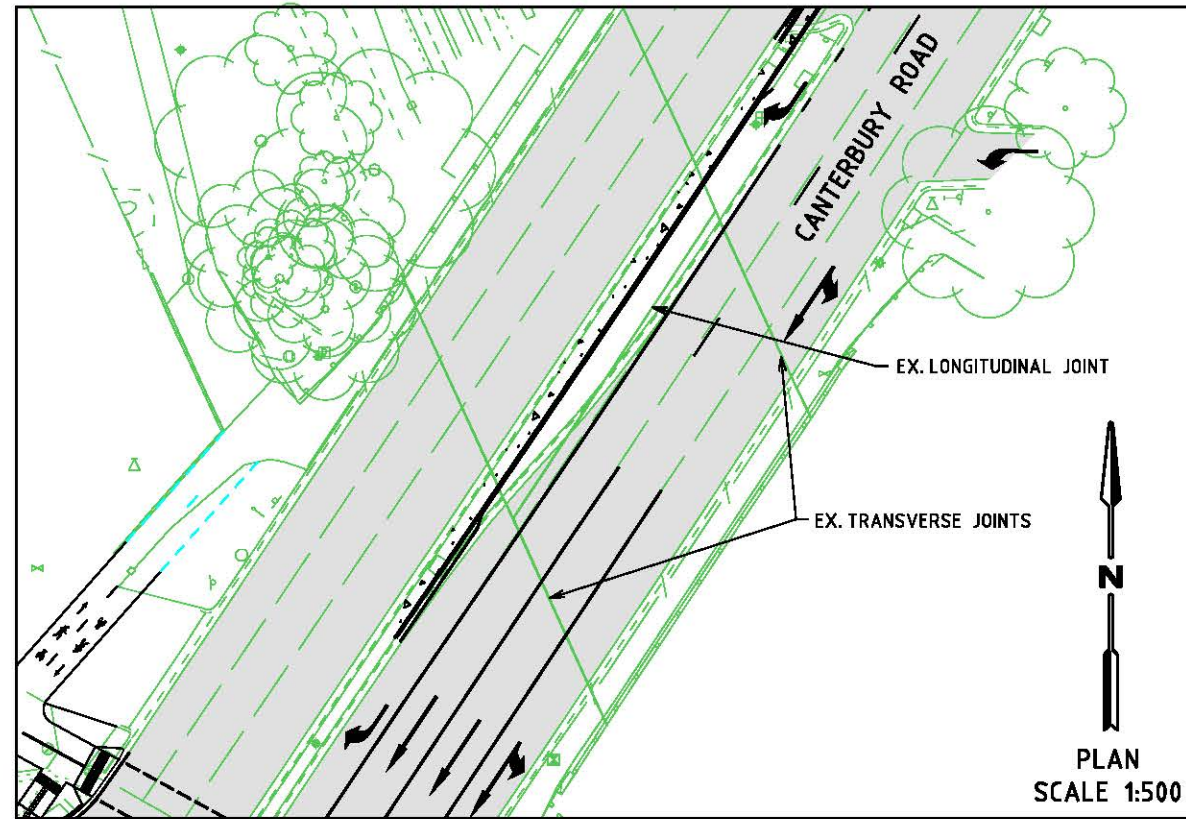 CANTERBURY ROAD
EX. LONGITUDINAL JOINT
EX. TRANSVERSE JOINTS
N
PLAN
SCALE 1:500